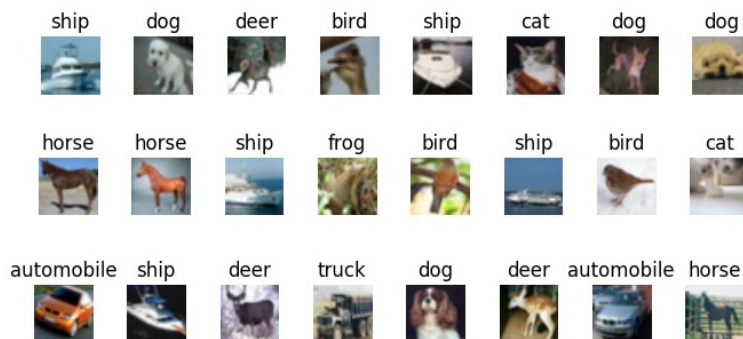 ship dog deer bird ship cat dog dog
horse horse ship frog bird ship bird cat
automobile ship deer truck dog deer automobile horse